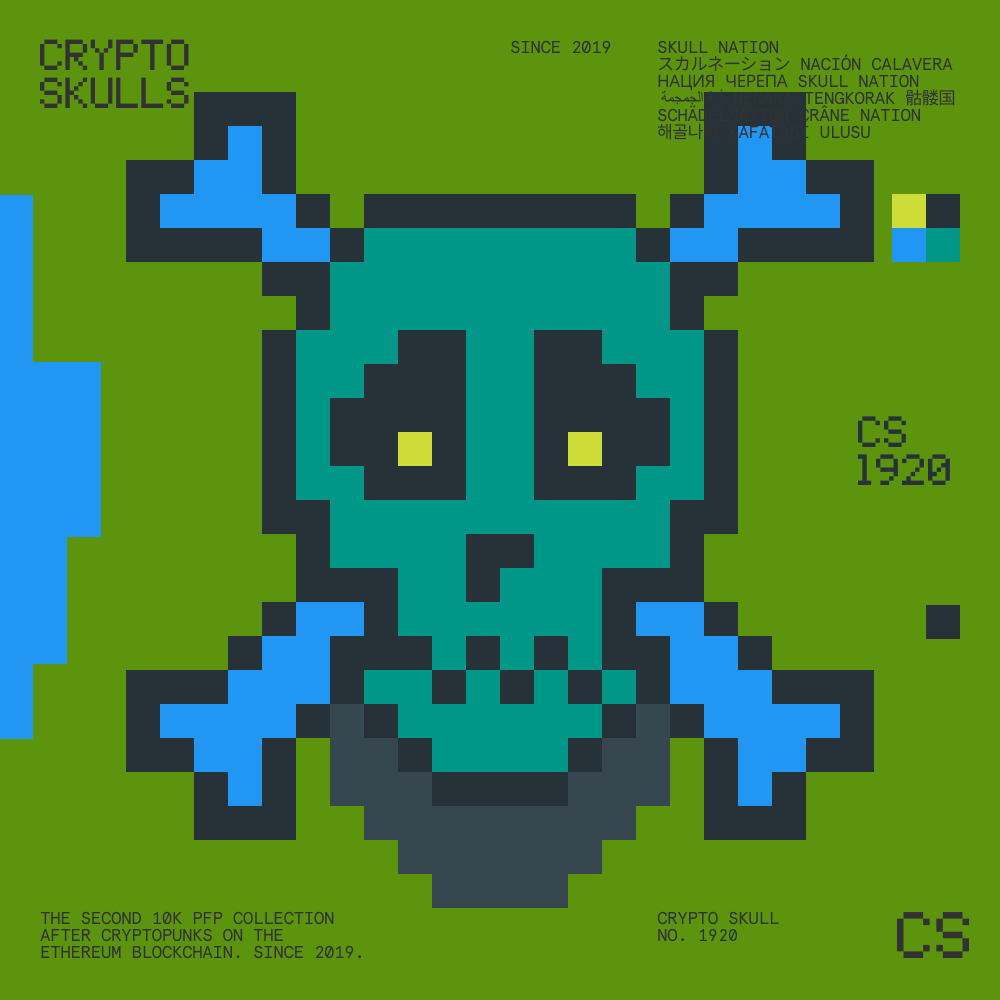 CRYPTO
SKULLS
SINCE 2019
SKULL NATION
スカルネーション NACIÓN CALAVERA
НАЦИЯ ЧЕРЕПА SKULL NATION
TENGKORAK 骷髅国
CRÂNE NATION
해골 ULUSU
CS
1920
THE SECOND 10K PFP COLLECTION
AFTER CRYPTOPUNKS ON THE
ETHEREUM BLOCKCHAIN. SINCE 2019.
CRYPTO SKULL
NO. 1920
CS